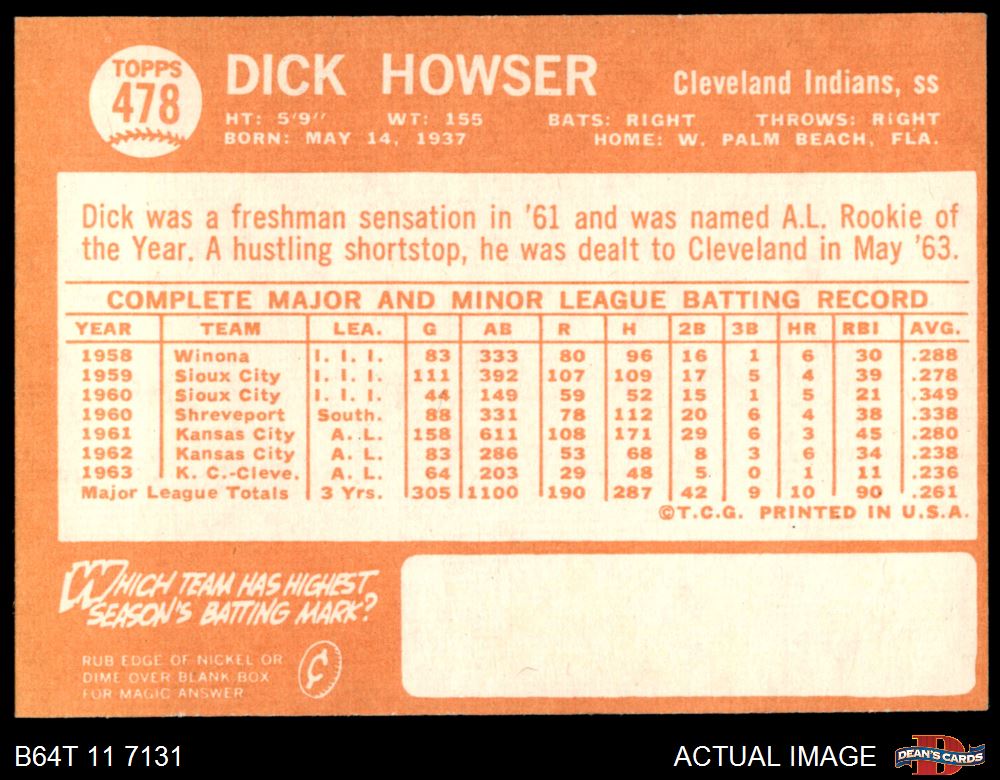 TOPPS
478
DICK HOWSER
Cleveland Indians, ss
HT: 5'9" WT: 155 BATS: RIGHT THROWS: RIGHT
BORN: MAY 14, 1937 HOME: W. PALM BEACH, FLA.
Dick was a freshman sensation in '61 and was named A.L. Rookie of
the Year. A hustling shortstop, he was dealt to Cleveland in May '63.
COMPLETE MAJOR AND MINOR LEAGUE BATTING RECORD
YEAR TEAM LEA. G AB R H 2B 3B HR RBI AVG.
1958 Winona I. I. I. 83 333 80 96 16 1 6 30 .288
1959 Sioux City I. I. I. 111 392 107 109 17 5 4 39 .278
1960 Sioux City I. I. I. 44 149 59 52 15 1 5 21 .349
1960 Shreveport South. 88 331 78 112 20 6 4 38 .338
1961 Kansas City A. L. 158 611 108 171 29 6 3 45 .280
1962 Kansas City A. L. 83 286 53 68 8 3 6 34 .238
1963 K. C.-Cleve. A. L. 64 203 29 48 5 0 1 11 .236
Major League Totals 3 Yrs. 305 1100 190 287 42 9 10 90 .261
©T.C.G. PRINTED IN U.S.A.
WHICH TEAM HAS HIGHEST
SEASON'S BATTING MARK?
RUB EDGE OF NICKEL OR
DIME OVER BLANK BOX
FOR MAGIC ANSWER
¢
B64T 11 7131
ACTUAL IMAGE
D
DEAN'S CARDS